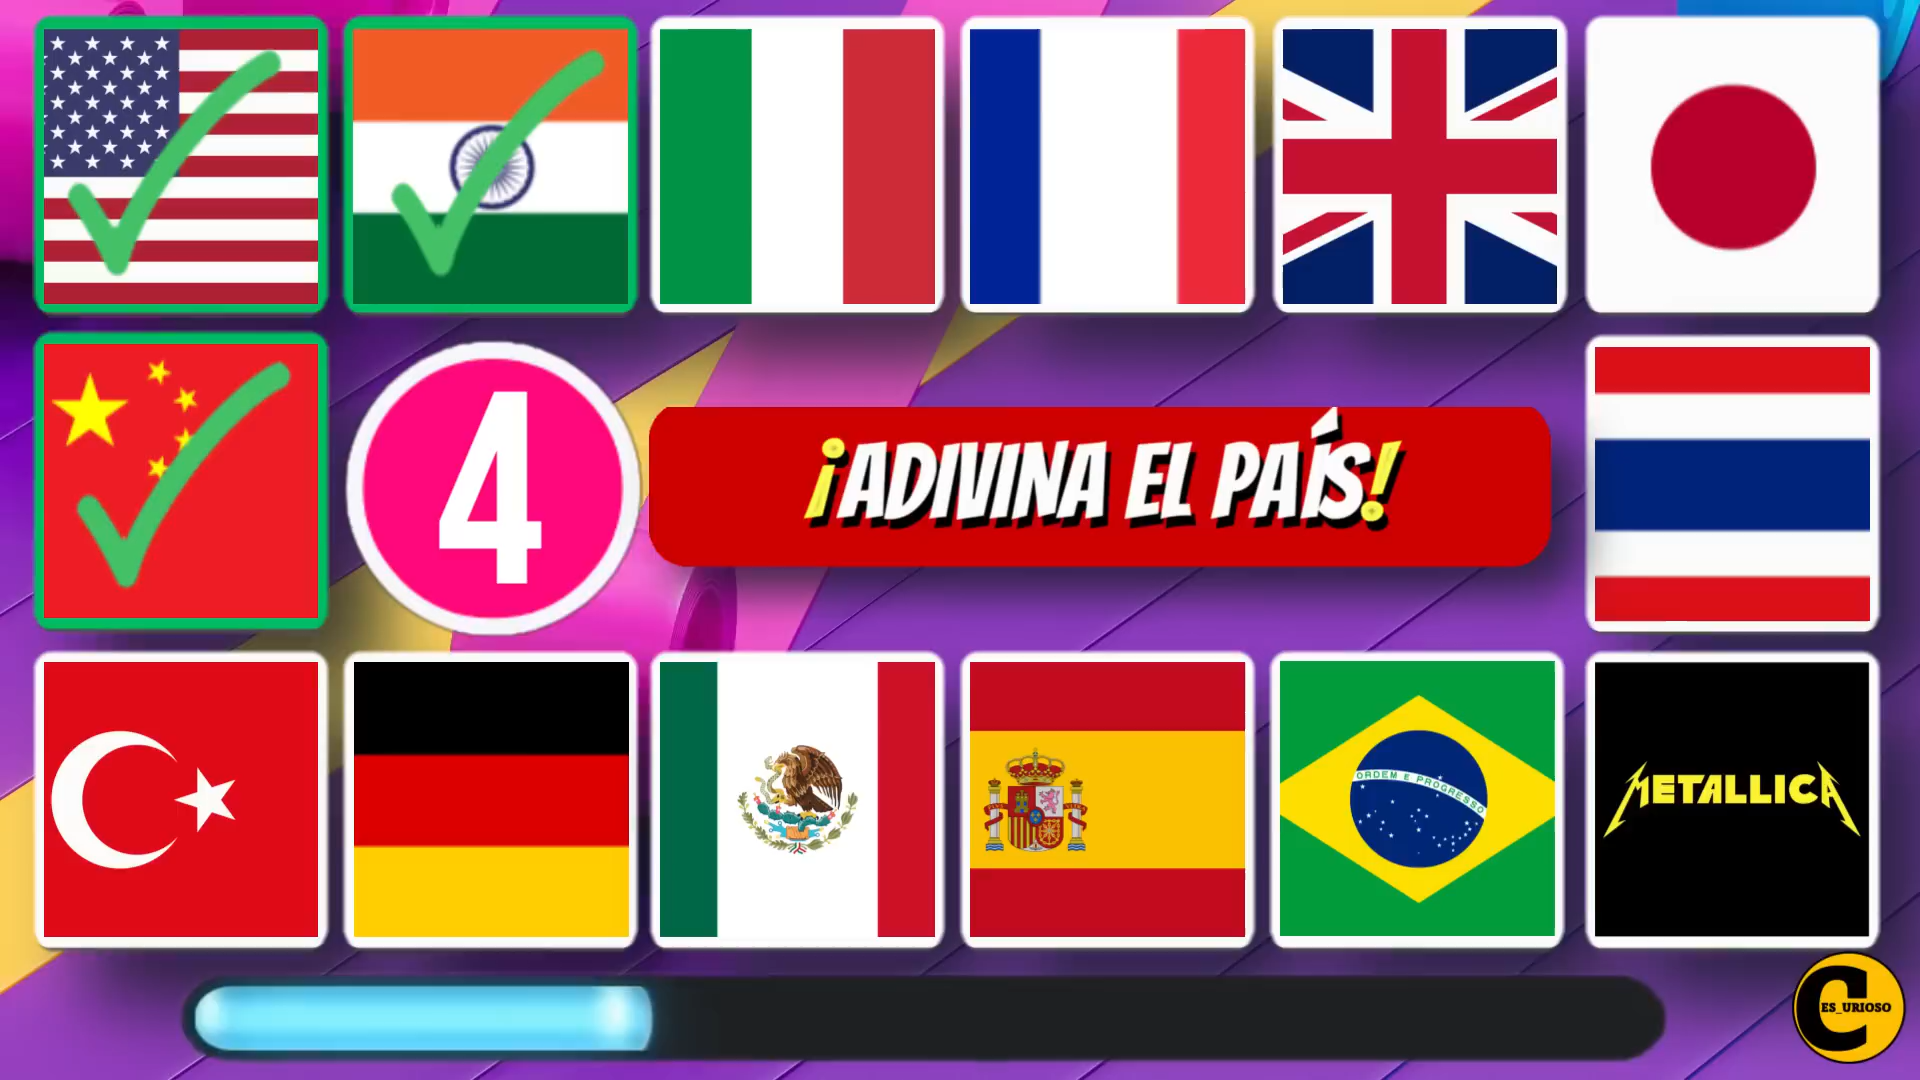 4
¡ADIVINA EL PAÍS!
ORDEM E PROGRESSO
METALLICA
C
ES_URIOSO